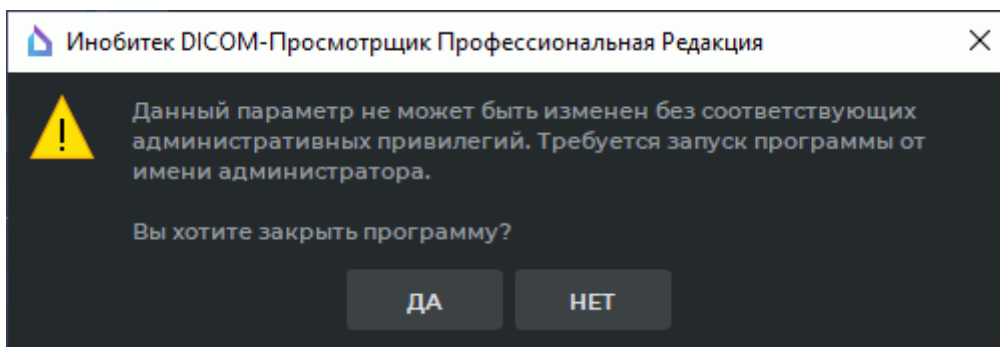 Инобитек DICOM-Просмотрщик Профессиональная Редакция
Данный параметр не может быть изменен без соответствующих
административных привилегий. Требуется запуск программы от
имени администратора.
Вы хотите закрыть программу?
ДА
НЕТ